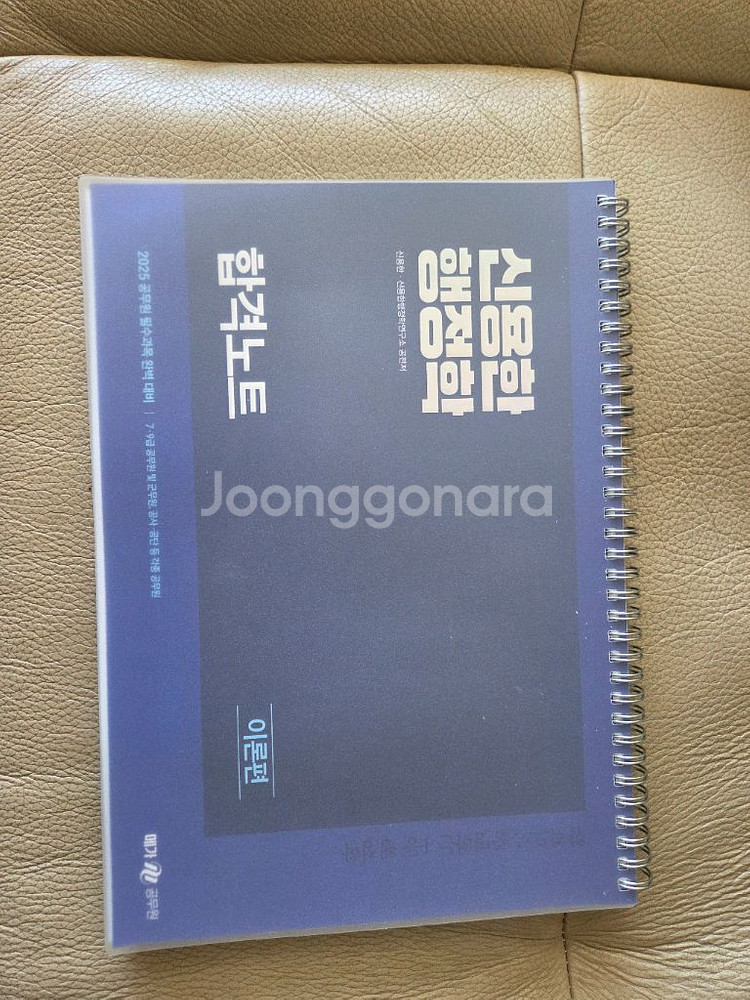 신용한
행정학
신용한 · 신용한행정학연구소 공편저
합격노트
2025 공무원 필수과목 완벽 대비 | 7·9급 공무원 및 군무원, 공사·공단 등 각종 공무원
이론편
메가 공무원
Joonggonara